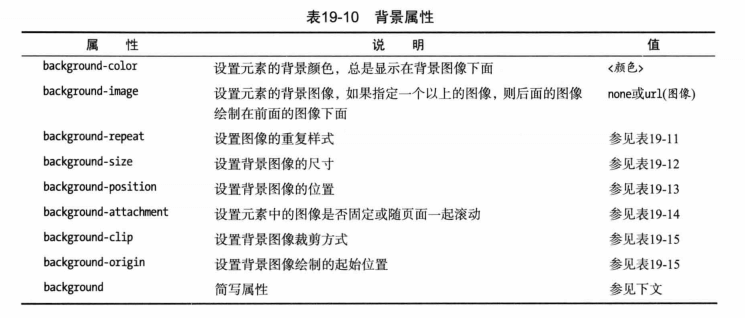 表19-10 背景属性
属 性 说 明 值
background-color 设置元素的背景颜色，总是显示在背景图像下面 <颜色>
background-image 设置元素的背景图像，如果指定一个以上的图像，则后面的图像 none或url(图像)
绘制在前面的图像下面
background-repeat 设置图像的重复样式 参见表19-11
background-size 设置背景图像的尺寸 参见表19-12
background-position 设置背景图像的位置 参见表19-13
background-attachment 设置元素中的图像是否固定或随页面一起滚动 参见表19-14
background-clip 设置背景图像裁剪方式 参见表19-15
background-origin 设置背景图像绘制的起始位置 参见表19-15
background 简写属性 参见下文